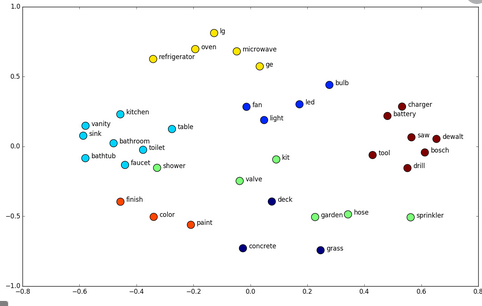 1.0
lg
oven
microwave
refrigerator
ge
0.5
bulb
charger
fan
led
battery
kitchen
light
vanity
table
sink
saw
dewalt
bathroom
0.0
toilet
tool
bosch
bathtub
kit
faucet
shower
drill
valve
finish
deck
color
garden
hose
sprinkler
−0.5
paint
concrete
grass
−1.0
−0.8
−0.6
−0.4
−0.2
0.0
0.2
0.4
0.6
0.8